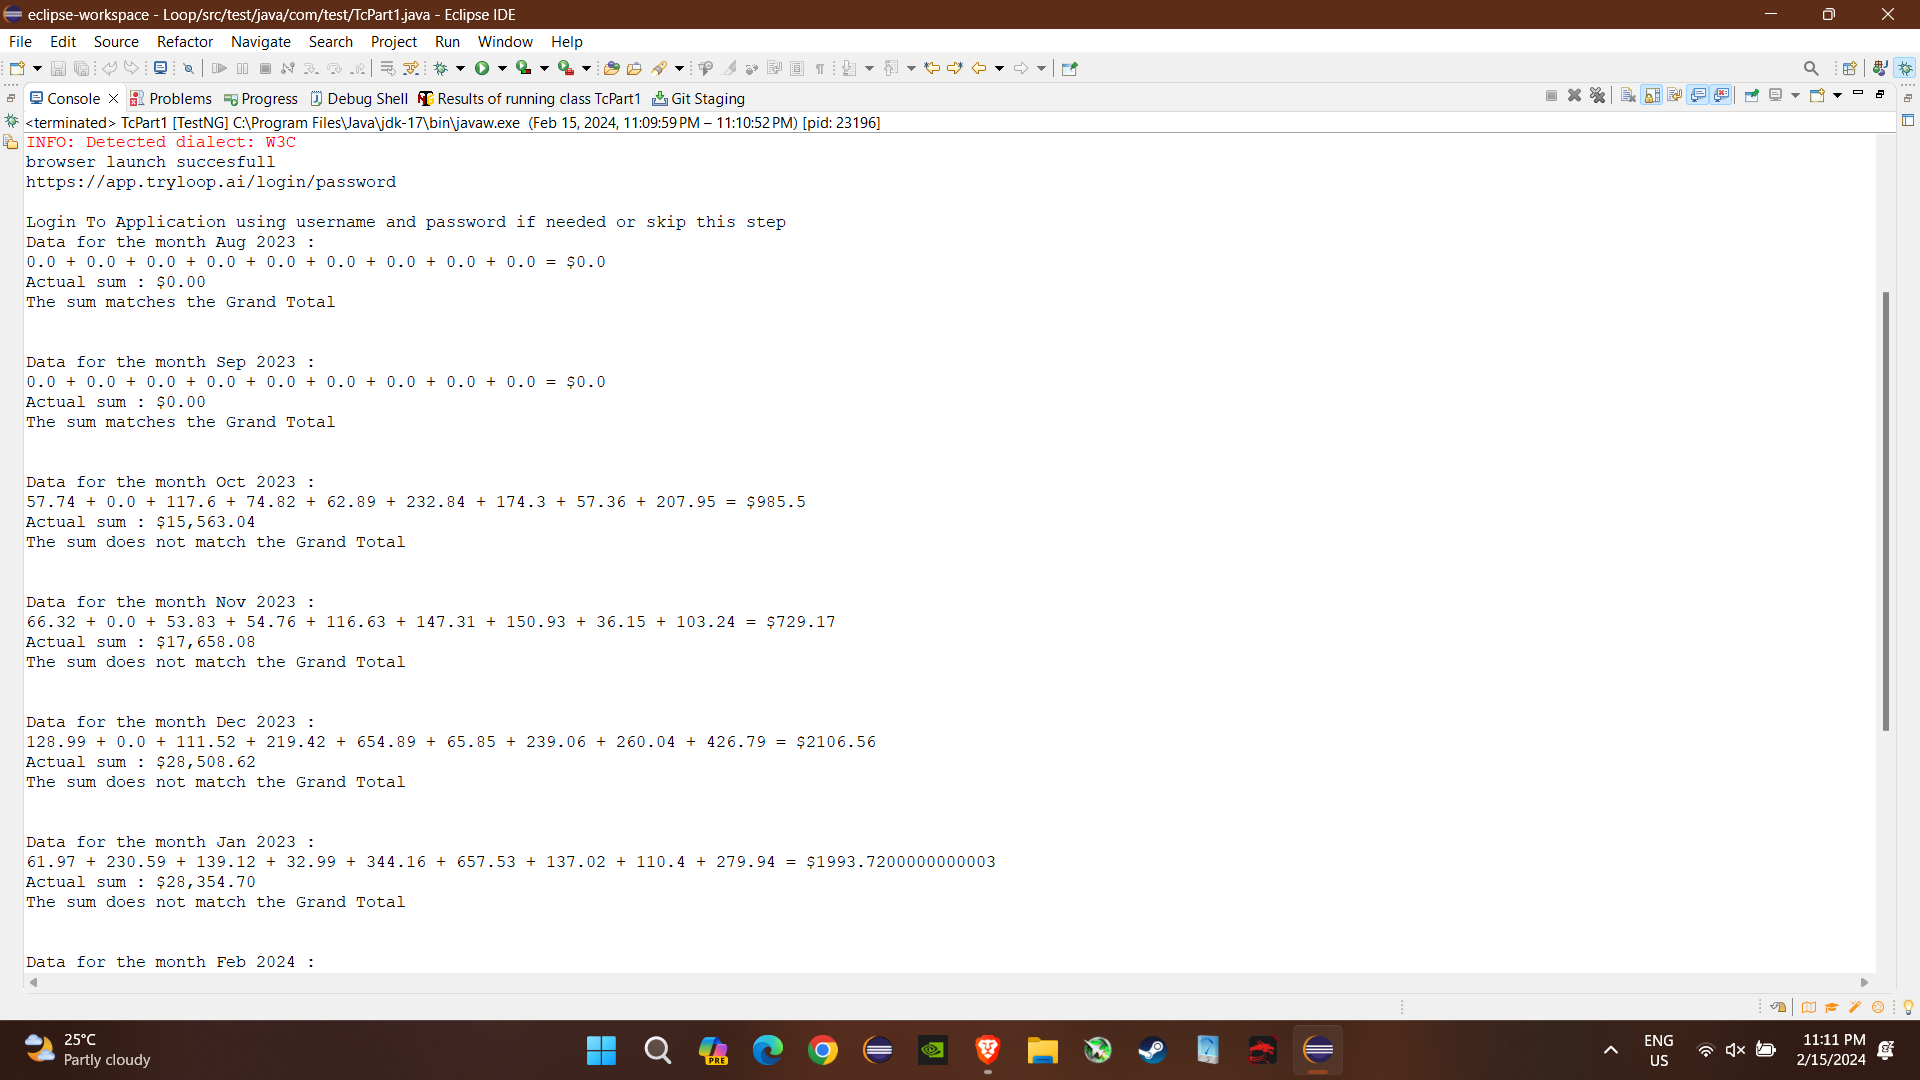 eclipse-workspace - Loop/src/test/java/com/test/TcPart1.java - Eclipse IDE
File Edit Source Refactor Navigate Search Project Run Window Help
Console Problems Progress Debug Shell Results of running class TcPart1 Git Staging
<terminated> TcPart1 [TestNG] C:\Program Files\Java\jdk-17\bin\javaw.exe (Feb 15, 2024, 11:09:59 PM – 11:10:52 PM) [pid: 23196]
INFO: Detected dialect: W3C
browser launch succesfull
https://app.tryloop.ai/login/password
Login To Application using username and password if needed or skip this step
Data for the month Aug 2023 :
0.0 + 0.0 + 0.0 + 0.0 + 0.0 + 0.0 + 0.0 + 0.0 + 0.0 = $0.0
Actual sum : $0.00
The sum matches the Grand Total
Data for the month Sep 2023 :
0.0 + 0.0 + 0.0 + 0.0 + 0.0 + 0.0 + 0.0 + 0.0 + 0.0 = $0.0
Actual sum : $0.00
The sum matches the Grand Total
Data for the month Oct 2023 :
57.74 + 0.0 + 117.6 + 74.82 + 62.89 + 232.84 + 174.3 + 57.36 + 207.95 = $985.5
Actual sum : $15,563.04
The sum does not match the Grand Total
Data for the month Nov 2023 :
66.32 + 0.0 + 53.83 + 54.76 + 116.63 + 147.31 + 150.93 + 36.15 + 103.24 = $729.17
Actual sum : $17,658.08
The sum does not match the Grand Total
Data for the month Dec 2023 :
128.99 + 0.0 + 111.52 + 219.42 + 654.89 + 65.85 + 239.06 + 260.04 + 426.79 = $2106.56
Actual sum : $28,508.62
The sum does not match the Grand Total
Data for the month Jan 2023 :
61.97 + 230.59 + 139.12 + 32.99 + 344.16 + 657.53 + 137.02 + 110.4 + 279.94 = $1993.7200000000003
Actual sum : $28,354.70
The sum does not match the Grand Total
Data for the month Feb 2024 :
25°C
Partly cloudy
PRE
ENG
US
11:11 PM
2/15/2024